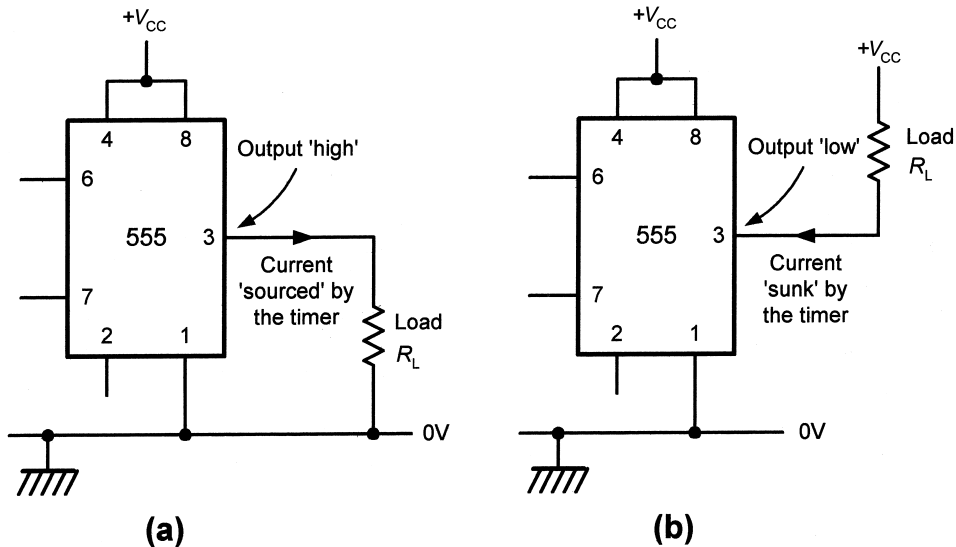 +VCC
4
8
6
Output 'high'
555
3
Current
'sourced' by
the timer
7
2
1
Load
RL
0V
(a)
+VCC
+VCC
4
8
6
Output 'low'
Load
RL
555
3
Current
'sunk' by
the timer
7
2
1
0V
(b)